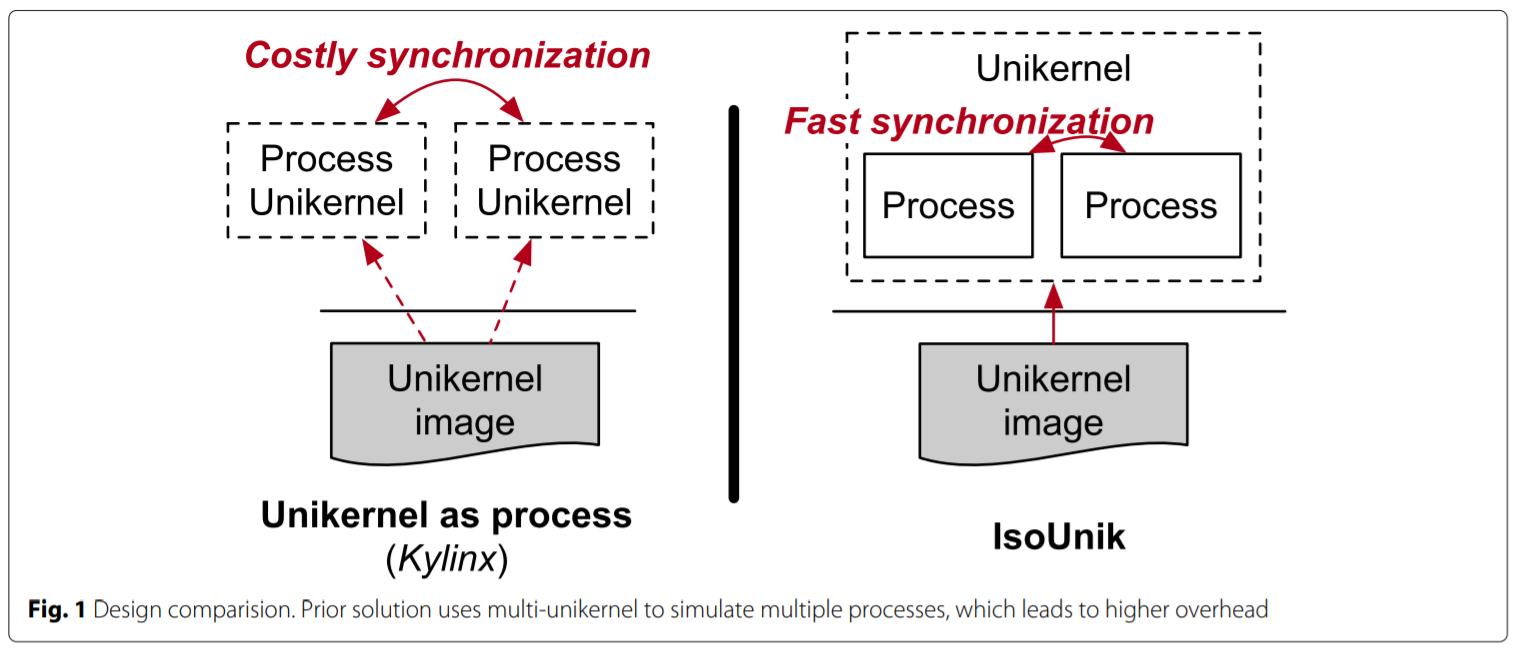 Costly synchronization
Process
Unikernel
Process
Unikernel
Unikernel
image
Unikernel as process
(Kylinx)
Unikernel
Fast synchronization
Process
Process
Unikernel
image
IsoUnik
Fig. 1 Design comparision. Prior solution uses multi-unikernel to simulate multiple processes, which leads to higher overhead